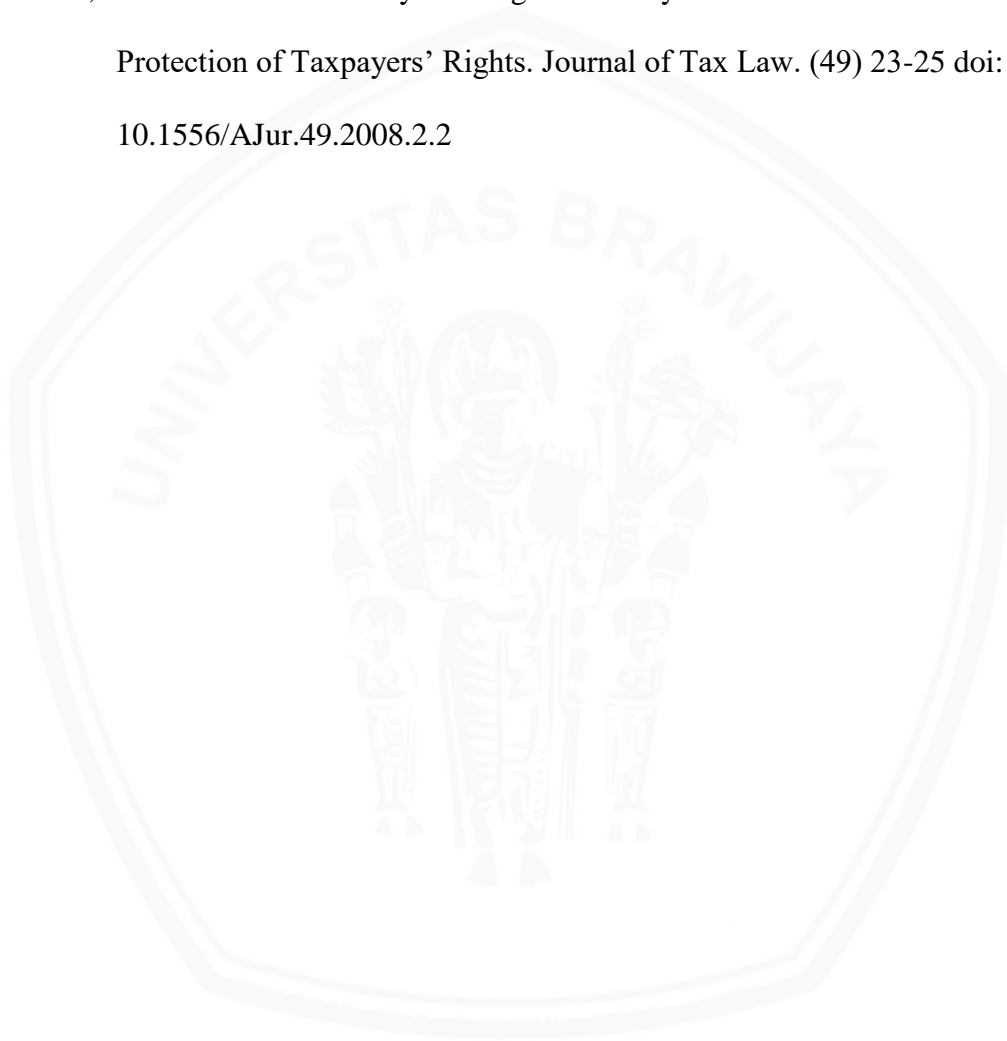 Protection of Taxpayers’ Rights. Journal of Tax Law. (49) 23-25 doi:
10.1556/AJur.49.2008.2.2
UNIVERSITAS BRAWIJAYA